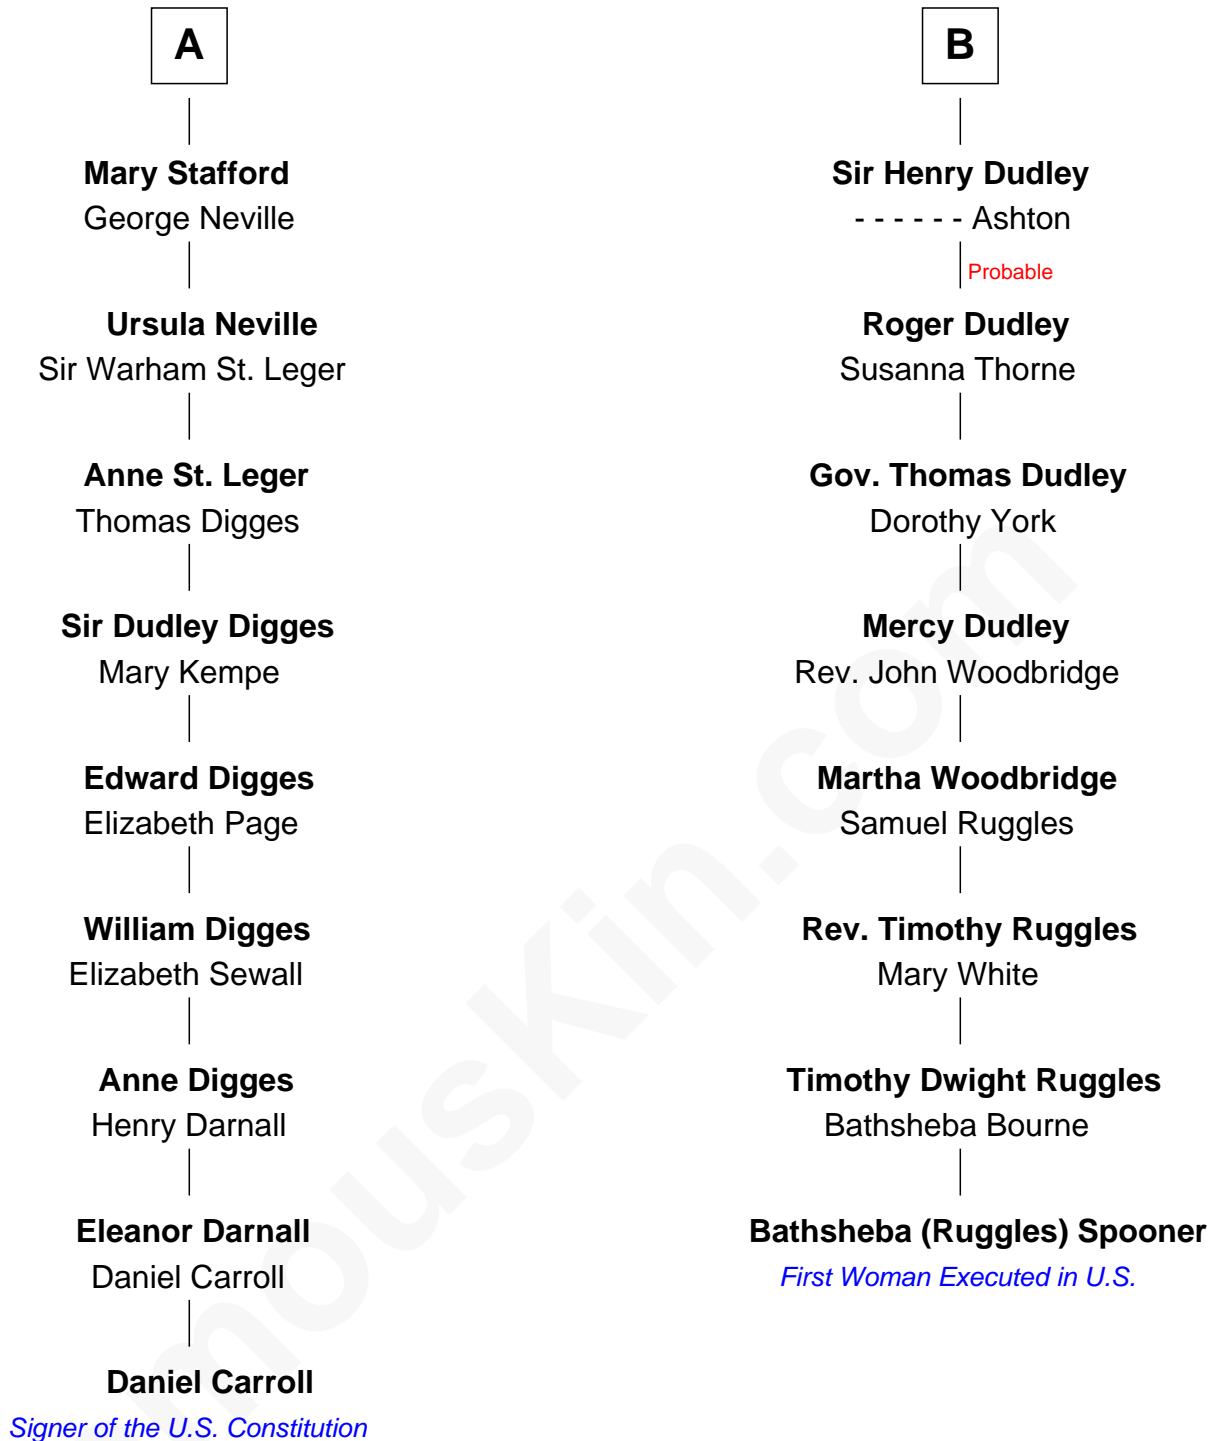 A
Mary Stafford
George Neville
Ursula Neville
Sir Warham St. Leger
Anne St. Leger
Thomas Digges
Sir Dudley Digges
Mary Kempe
Edward Digges
Elizabeth Page
William Digges
Elizabeth Sewall
Anne Digges
Henry Darnall
Eleanor Darnall
Daniel Carroll
Daniel Carroll
Signer of the U.S. Constitution
B
Sir Henry Dudley
- - - - - - Ashton
Probable
Roger Dudley
Susanna Thorne
Gov. Thomas Dudley
Dorothy York
Mercy Dudley
Rev. John Woodbridge
Martha Woodbridge
Samuel Ruggles
Rev. Timothy Ruggles
Mary White
Timothy Dwight Ruggles
Bathsheba Bourne
Bathsheba (Ruggles) Spooner
First Woman Executed in U.S.
mousKin.com